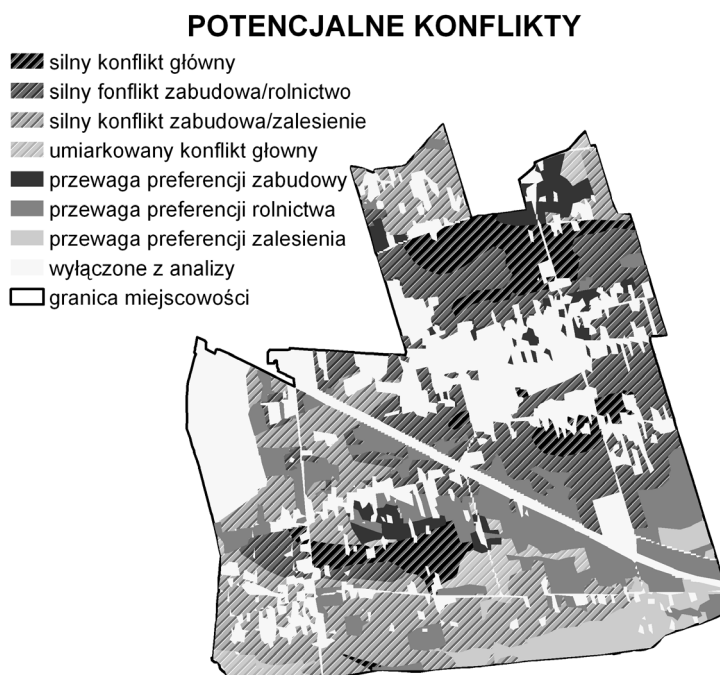 POTENCJALNE KONFLIKTY
silny konflikt główny
silny fonflikt zabudowa/rolnictwo
silny konflikt zabudowa/zalesienie
umiarkowany konflikt głowny
przewaga preferencji zabudowy
przewaga preferencji rolnictwa
przewaga preferencji zalesienia
wyłączone z analizy
granica miejscowości